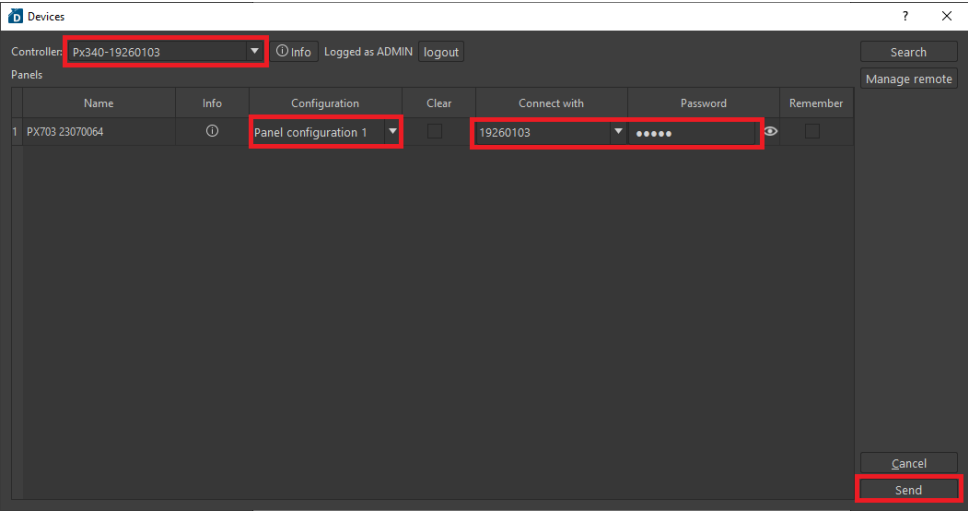 D Devices ? ✕
Controller: Px340-19260103 Info Logged as ADMIN logout Search
Panels Manage remote
Name Info Configuration Clear Connect with Password Remember
1 PX703 23070064 Panel configuration 1 19260103 ●●●●●
Cancel
Send